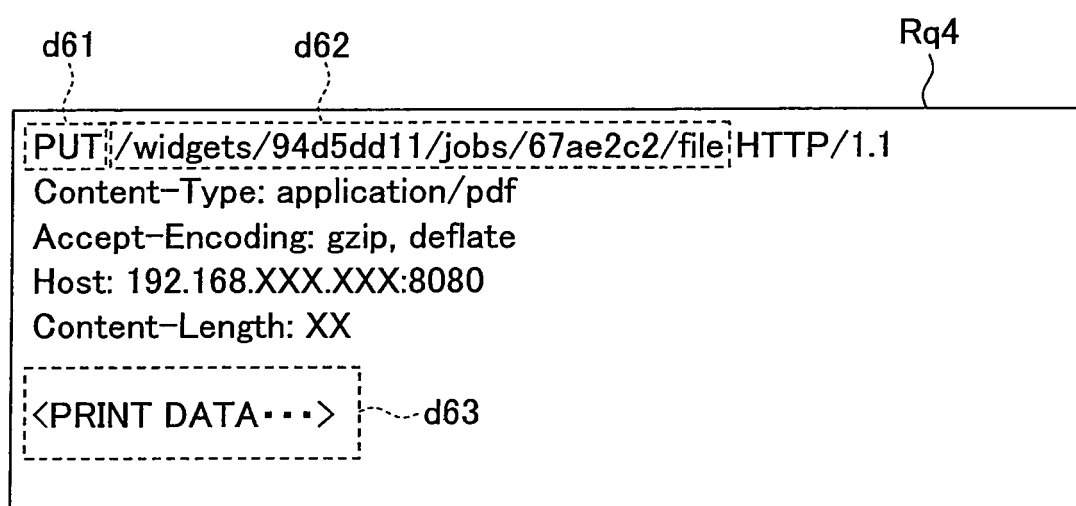 d61 d62 Rq4
PUT /widgets/94d5dd11/jobs/67ae2c2/file HTTP/1.1
Content-Type: application/pdf
Accept-Encoding: gzip, deflate
Host: 192.168.XXX.XXX:8080
Content-Length: XX
<PRINT DATA･･･> d63